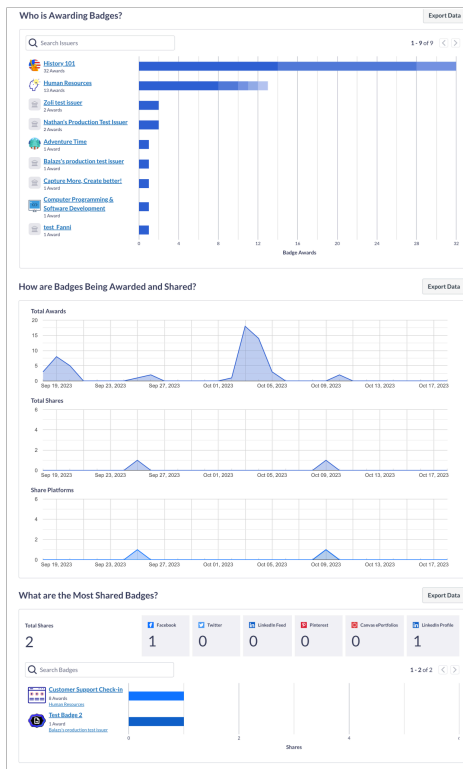 Who is Awarding Badges?
Export Data
Search Issuers
1 - 9 of 9
History 101
32 Awards
Human Resources
13 Awards
Zoli test issuer
2 Awards
Nathan's Production Test Issuer
2 Awards
Adventure Time
1 Award
Balazs's production test issuer
1 Award
Capture More, Create better!
1 Award
Computer Programming &
Software Development
1 Award
test_Fanni
1 Award
0 4 8 12 16 20 24 28 32
Badge Awards
How are Badges Being Awarded and Shared?
Export Data
Total Awards
20
15
10
5
0
Sep 19, 2023 Sep 23, 2023 Sep 27, 2023 Oct 01, 2023 Oct 05, 2023 Oct 09, 2023 Oct 13, 2023 Oct 17, 2023
Total Shares
6
4
2
0
Sep 19, 2023 Sep 23, 2023 Sep 27, 2023 Oct 01, 2023 Oct 05, 2023 Oct 09, 2023 Oct 13, 2023 Oct 17, 2023
Share Platforms
6
4
2
0
Sep 19, 2023 Sep 23, 2023 Sep 27, 2023 Oct 01, 2023 Oct 05, 2023 Oct 09, 2023 Oct 13, 2023 Oct 17, 2023
What are the Most Shared Badges?
Export Data
Total Shares
2
Facebook
1
Twitter
0
LinkedIn Feed
0
Pinterest
0
Canvas ePortfolios
0
LinkedIn Profile
1
Search Badges
1 - 2 of 2
Customer Support Check-in
6 Awards
Human Resources
Test Badge 2
1 Award
Balazs's production test issuer
0 2 4
Shares